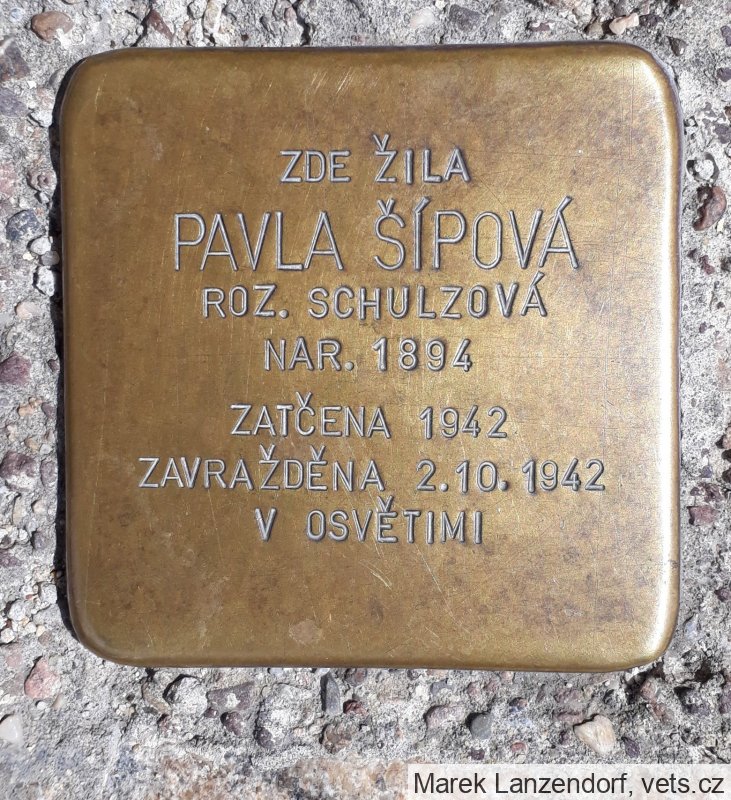 ZDE ŽILA
PAVLA ŠÍPOVÁ
ROZ. SCHULZOVÁ
NAR. 1894
ZATČENA 1942
ZAVRAŽDĚNA 2.10.1942
V OSVĚTIMI
Marek Lanzendorf, vets.cz